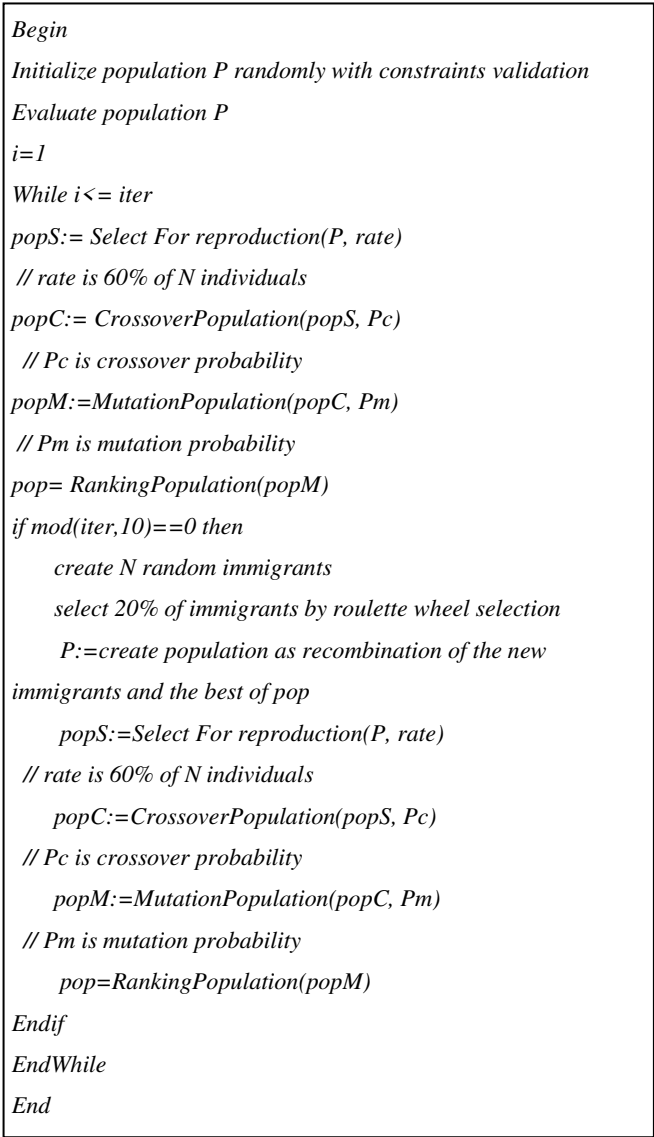 Begin
Initialize population P randomly with constraints validation
Evaluate population P
i=1
While i<= iter
popS:= Select For reproduction(P, rate)
// rate is 60% of N individuals
popC:= CrossoverPopulation(popS, Pc)
// Pc is crossover probability
popM:=MutationPopulation(popC, Pm)
// Pm is mutation probability
pop= RankingPopulation(popM)
if mod(iter,10)==0 then
create N random immigrants
select 20% of immigrants by roulette wheel selection
P:=create population as recombination of the new
immigrants and the best of pop
popS:=Select For reproduction(P, rate)
// rate is 60% of N individuals
popC:=CrossoverPopulation(popS, Pc)
// Pc is crossover probability
popM:=MutationPopulation(popC, Pm)
// Pm is mutation probability
pop=RankingPopulation(popM)
Endif
EndWhile
End